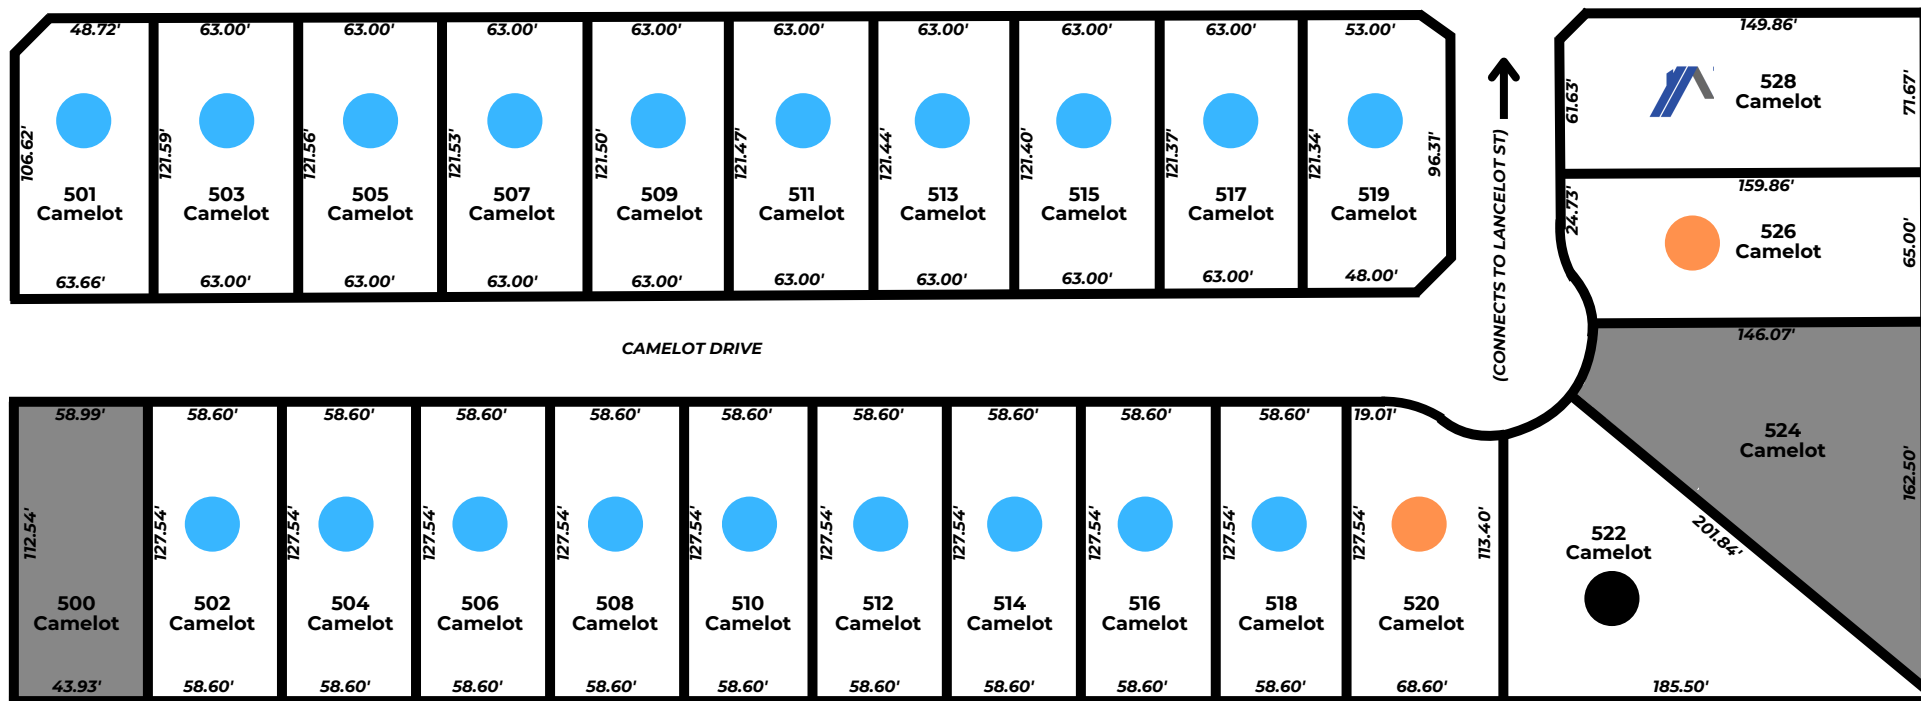 48.72' 63.00' 63.00' 63.00' 63.00' 63.00' 63.00' 63.00' 63.00' 53.00'
106.62' 121.59' 121.56' 121.53' 121.50' 121.47' 121.44' 121.40' 121.37' 121.34' 96.31'
501 503 505 507 509 511 513 515 517 519
Camelot Camelot Camelot Camelot Camelot Camelot Camelot Camelot Camelot Camelot
63.66' 63.00' 63.00' 63.00' 63.00' 63.00' 63.00' 63.00' 63.00' 48.00'
(CONNECTS TO LANCELOT ST)
149.86'
61.63'
528
Camelot
71.67'
159.86'
24.73'
526
Camelot
65.00'
CAMELOT DRIVE
146.07'
524
Camelot
162.50'
201.84'
58.99' 58.60' 58.60' 58.60' 58.60' 58.60' 58.60' 58.60' 58.60' 58.60' 19.01'
112.54' 127.54' 127.54' 127.54' 127.54' 127.54' 127.54' 127.54' 127.54' 127.54' 127.54' 113.40'
500 502 504 506 508 510 512 514 516 518 520
Camelot Camelot Camelot Camelot Camelot Camelot Camelot Camelot Camelot Camelot Camelot
43.93' 58.60' 58.60' 58.60' 58.60' 58.60' 58.60' 58.60' 58.60' 58.60' 68.60'
522
Camelot
185.50'